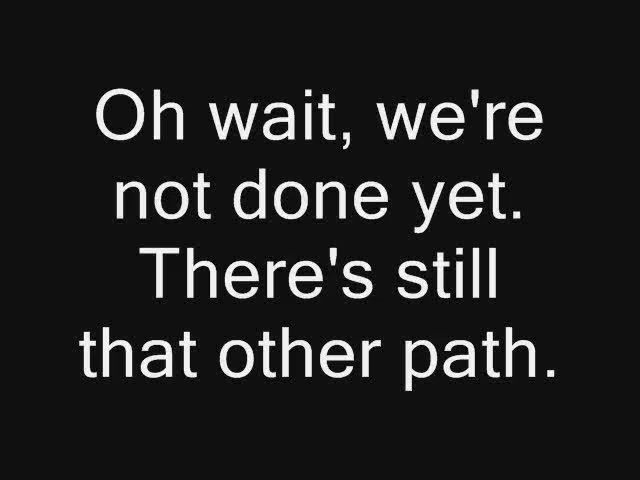 Oh wait, we're
not done yet.
There's still
that other path.